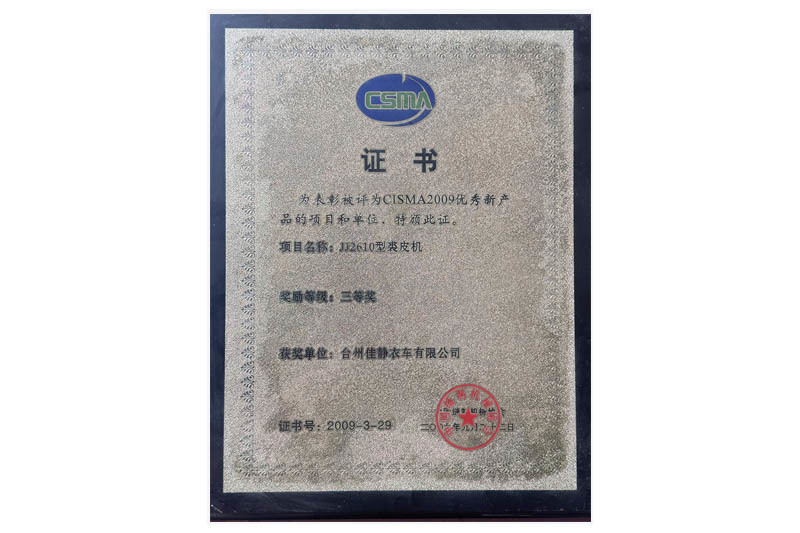 CSMA
证 书
为表彰被评为CISMA2009优秀新产
品的项目和单位，特颁此证。
项目名称：JJ2610型裘皮机
奖励等级：三等奖
获奖单位：台州佳静衣车有限公司
证书号：2009-3-29